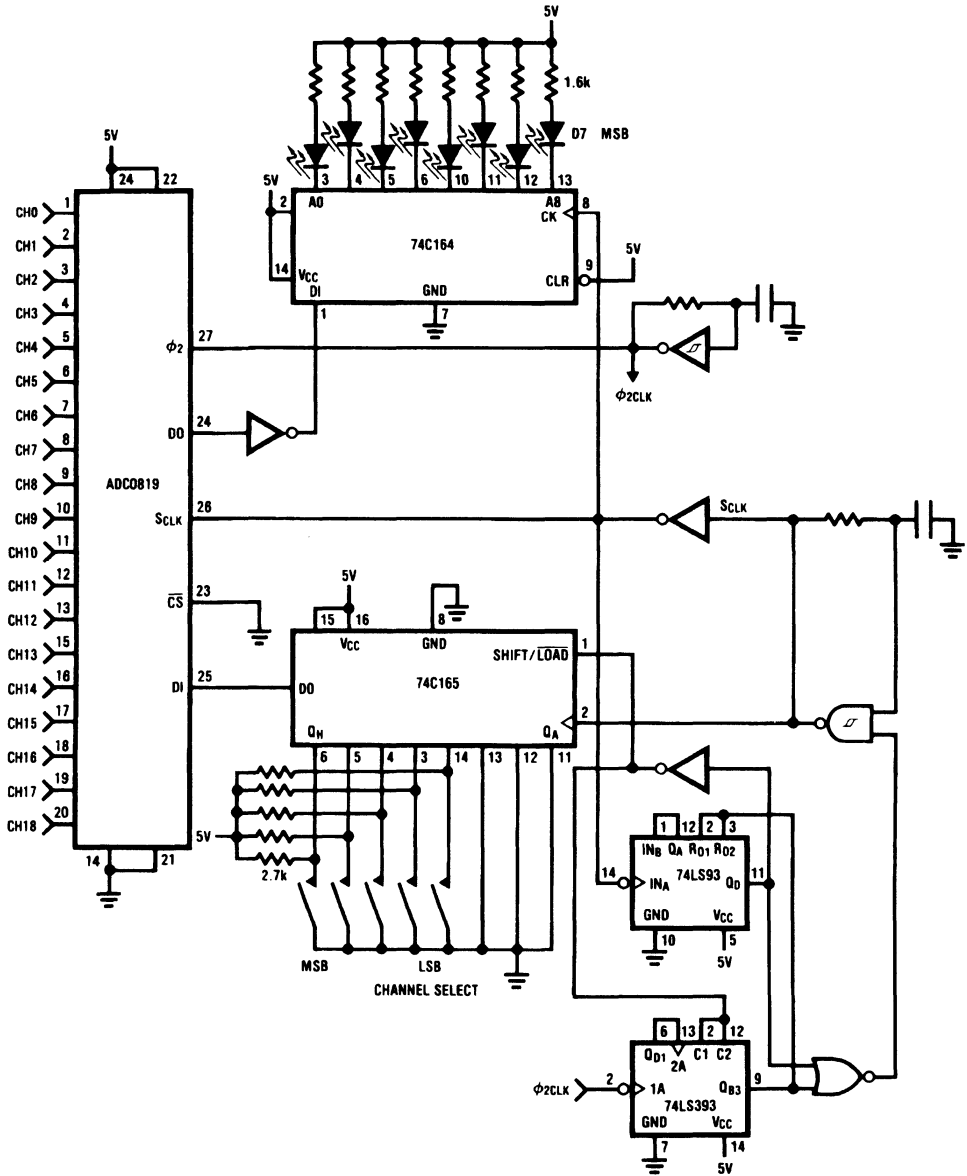 5V
1.6k
D7 MSB
5V
24 22
5V
3 4 5 6 10 11 12 13
A0 A8
2 CK 8
74C164
5V
14 VCC CLR 9
DI GND
1 7
CH0 1
CH1 2
CH2 3
CH3 4
CH4 5
CH5 6
CH6 7
CH7 8
CH8 9
CH9 10
CH10 11
CH11 12
CH12 13
CH13 15
CH14 16
CH15 17
CH16 18
CH17 19
CH18 20
ϕ2 27
ϕ2CLK
DO 24
ADC0819
SCLK 26
SCLK
CS 23
DI 25
14 21
5V
15 16 8
VCC GND
SHIFT/LOAD 1
DO 74C165
2
QH QA
6 5 4 3 14 13 12 11
5V
2.7k
MSB LSB
CHANNEL SELECT
1 12 2 3
INB QA RD1 RD2
74LS93
14 INA QD 11
GND VCC
10 5
5V
6 13 2 12
QD1 2A C1 C2
ϕ2CLK 2 1A QB3 9
74LS393
GND VCC
7 14
5V